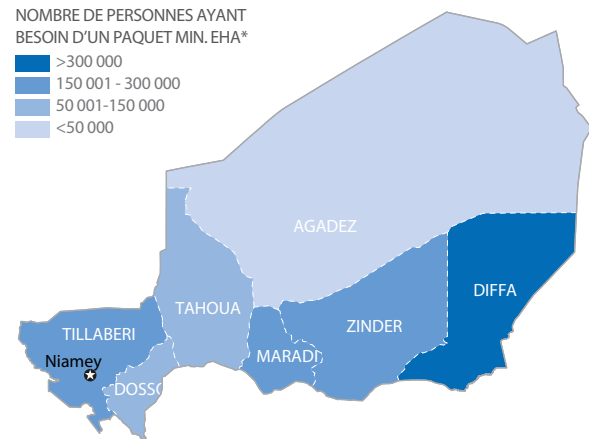 NOMBRE DE PERSONNES AYANT
BESOIN D'UN PAQUET MIN. EHA*
>300 000
150 001 - 300 000
50 001-150 000
<50 000
AGADEZ
DIFFA
TAHOUA
ZINDER
TILLABERI
MARADI
Niamey
DOSSO